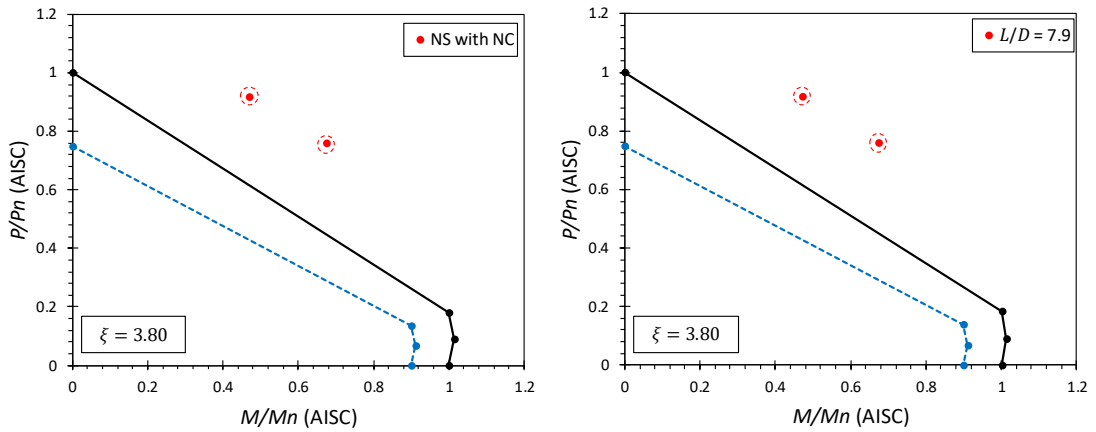 1.2
1
0.8
0.6
0.4
0.2
0
P/Pn (AISC)
NS with NC
ξ = 3.80
0 0.2 0.4 0.6 0.8 1 1.2
M/Mn (AISC)
1.2
1
0.8
0.6
0.4
0.2
0
P/Pn (AISC)
L/D = 7.9
ξ = 3.80
0 0.2 0.4 0.6 0.8 1 1.2
M/Mn (AISC)